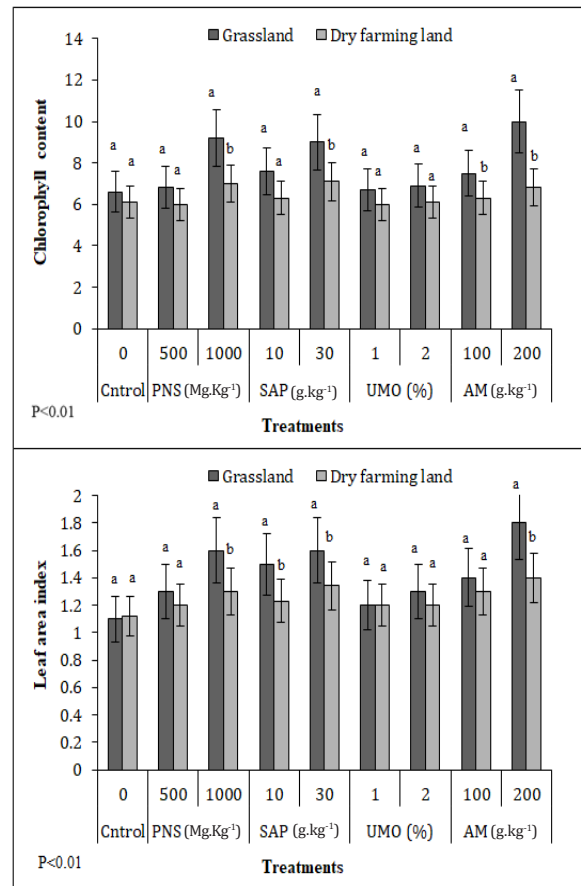 Grassland Dry farming land
14
12
10
8
6
4
2
0
Chlorophyll content
a a a a a b a a a b a a a a a b a b
0 500 1000 10 30 1 2 100 200
Cntrol PNS (Mg.Kg-1) SAP (g.kg-1) UMO (%) AM (g.kg-1)
P<0.01
Treatments
Grassland Dry farming land
2
1.8
1.6
1.4
1.2
1
0.8
0.6
0.4
0.2
0
Leaf area index
a a a a a b a b a b a a a a a a a b
0 500 1000 10 30 1 2 100 200
Cntrol PNS (Mg.Kg-1) SAP (g.kg-1) UMO (%) AM (g.kg-1)
P<0.01
Treatments